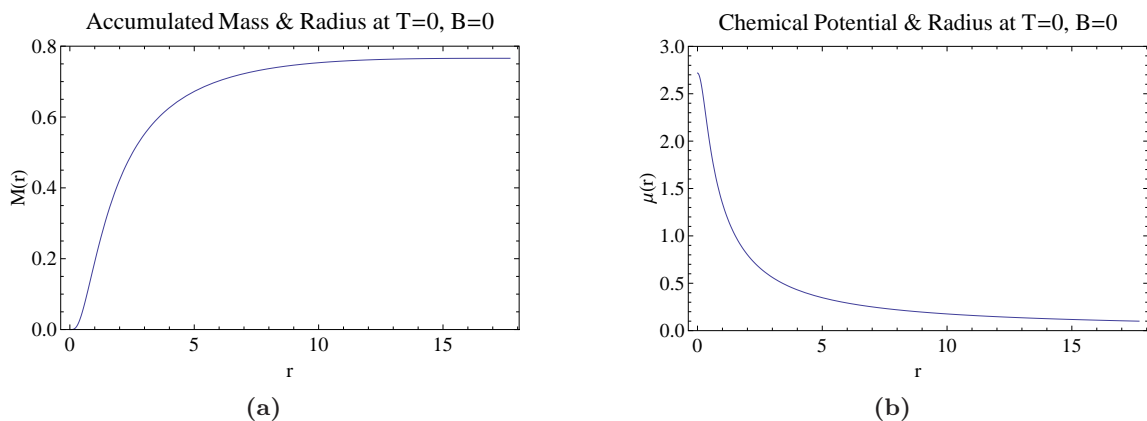 Accumulated Mass & Radius at T=0, B=0
0.8
0.6
0.4
0.2
0.0
M(r)
0 5 10 15
r
(a)
Chemical Potential & Radius at T=0, B=0
3.0
2.5
2.0
1.5
1.0
0.5
0.0
μ(r)
0 5 10 15
r
(b)